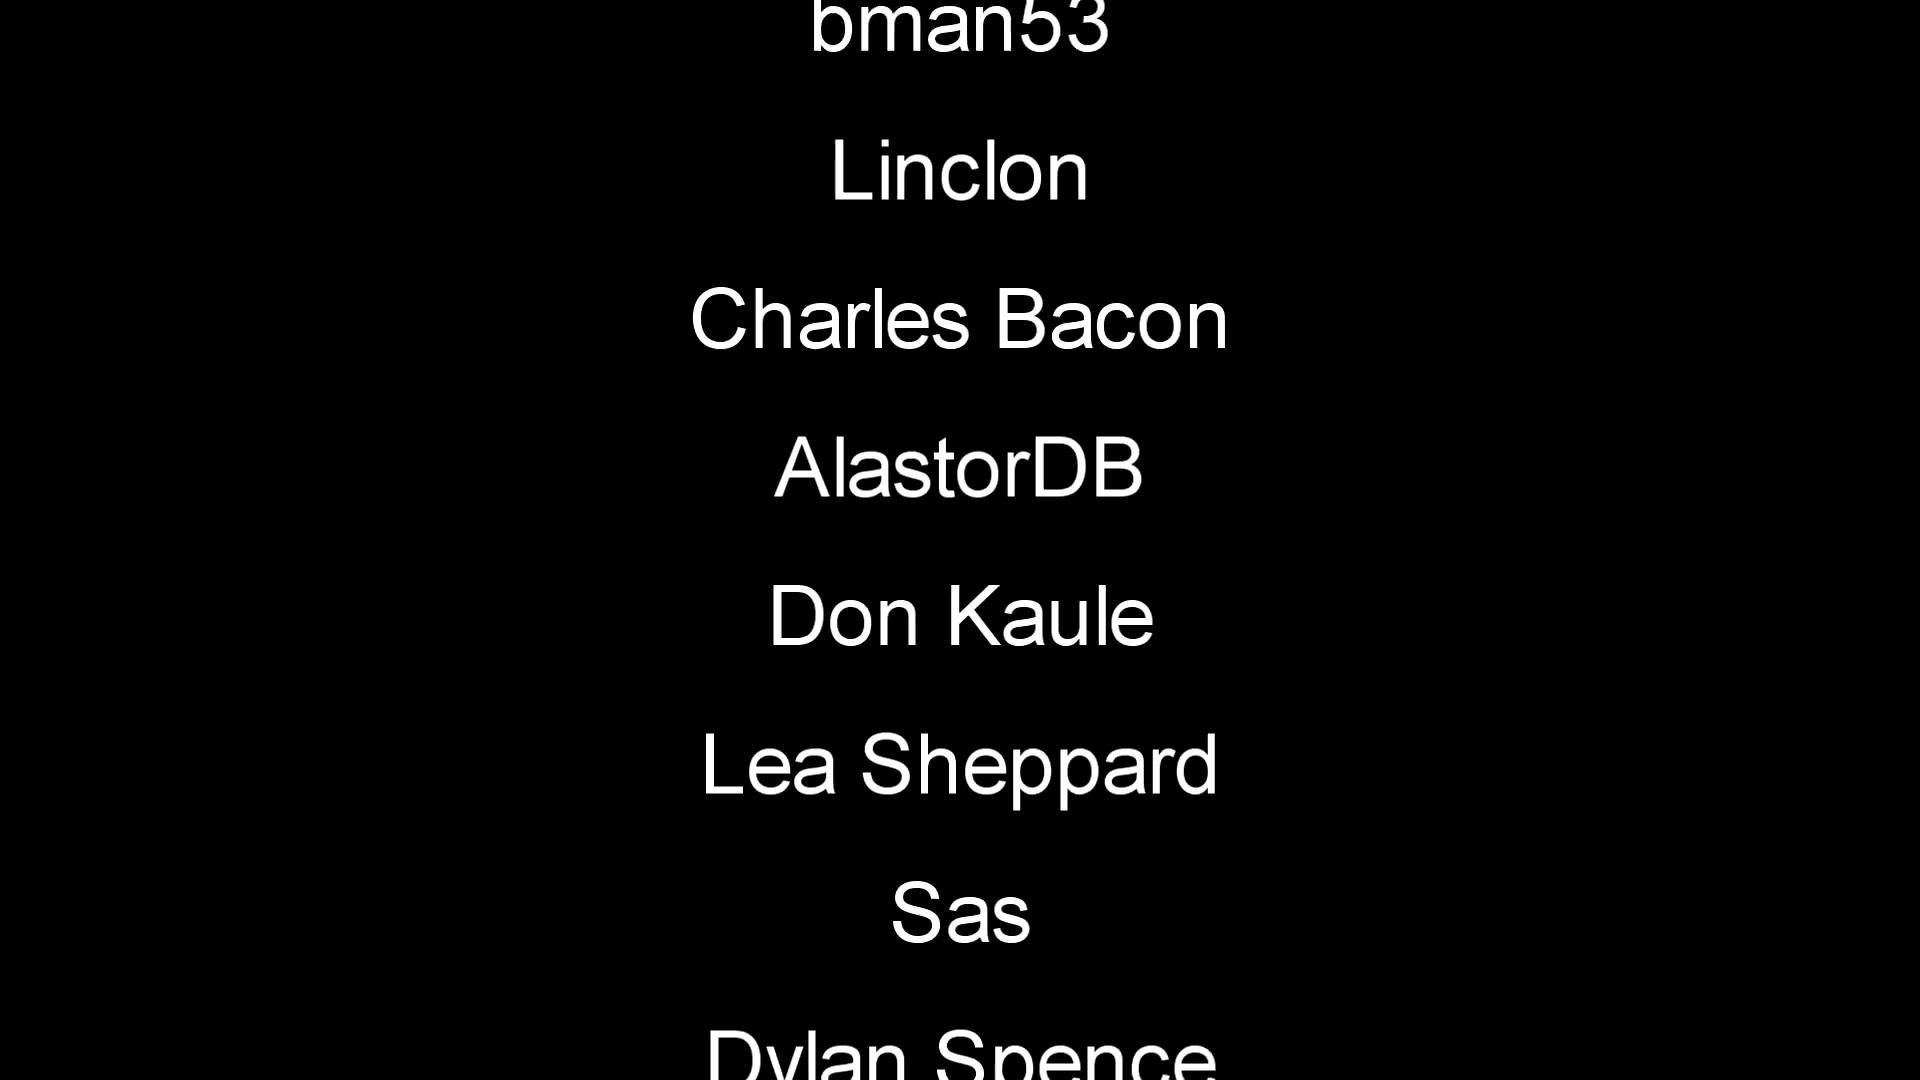 bman53
Linclon
Charles Bacon
AlastorDB
Don Kaule
Lea Sheppard
Sas
Dylan Spence